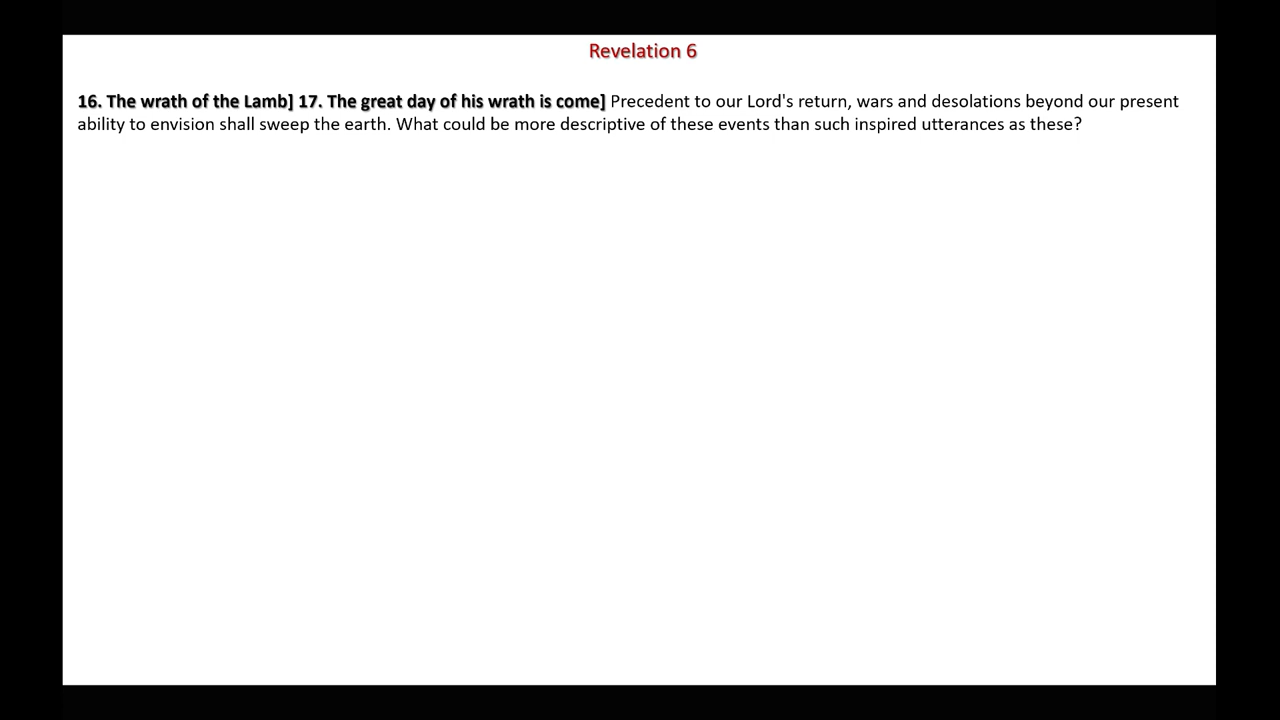 Revelation 6
16. The wrath of the Lamb] 17. The great day of his wrath is come] Precedent to our Lord's return, wars and desolations beyond our present
ability to envision shall sweep the earth. What could be more descriptive of these events than such inspired utterances as these?